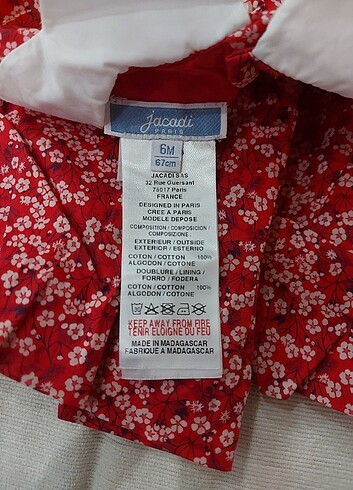 Jacadi
PARIS
6M
67cm
JACADI SAS
32 Rue Guersant
75017 Paris
FRANCE
DESIGNED IN PARIS
CREE A PARIS
MODELE DEPOSE
COMPOSITION / COMPOSICION /
COMPOSIZIONE :
EXTERIEUR / OUTSIDE
EXTERIOR / ESTERNO
COTON / COTTON 100%
ALGODON / COTONE
DOUBLURE / LINING /
FORRO / FODERA
COTON / COTTON 100%
ALGODON / COTONE
30
KEEP AWAY FROM FIRE
TENIR ELOIGNE DU FEU
MADE IN MADAGASCAR
FABRIQUE A MADAGASCAR